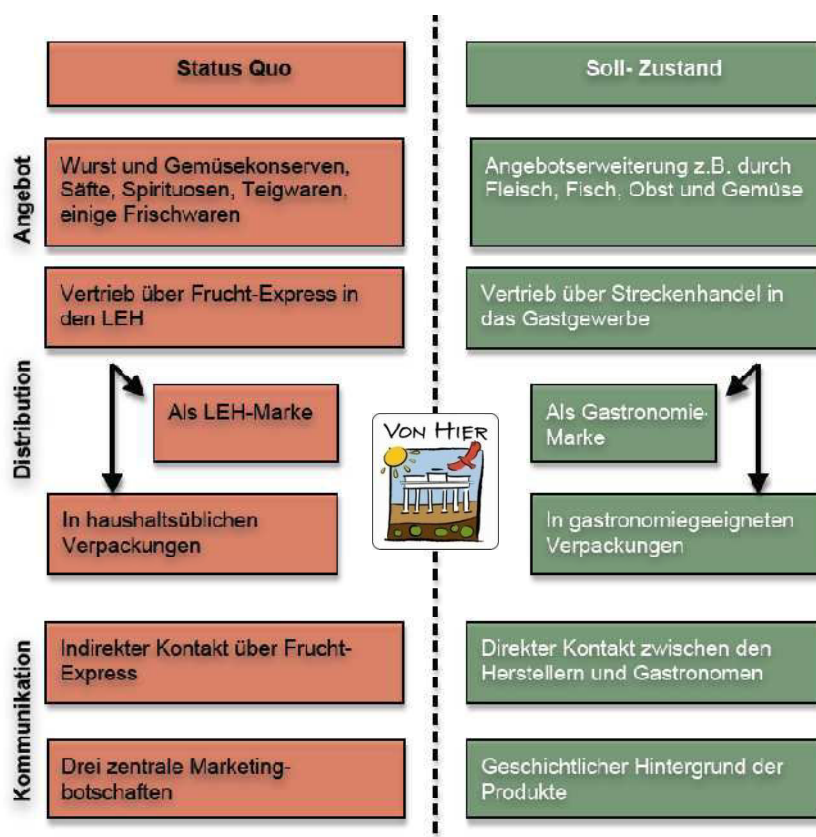 Status Quo
Soll- Zustand
Angebot
Wurst und Gemüsekonserven,
Säfte, Spirituosen, Teigwaren,
einige Frischwaren
Angebotserweiterung z.B. durch
Fleisch, Fisch, Obst und Gemüse
Distribution
Vertrieb über Frucht-Express in
den LEH
Vertrieb über Streckenhandel in
das Gastgewerbe
Als LEH-Marke
Als Gastronomie-
Marke
VON HIER
In haushaltsüblichen
Verpackungen
In gastronomiegeeigneten
Verpackungen
Kommunikation
Indirekter Kontakt über Frucht-
Express
Direkter Kontakt zwischen den
Herstellern und Gastronomen
Drei zentrale Marketing-
botschaften
Geschichtlicher Hintergrund der
Produkte